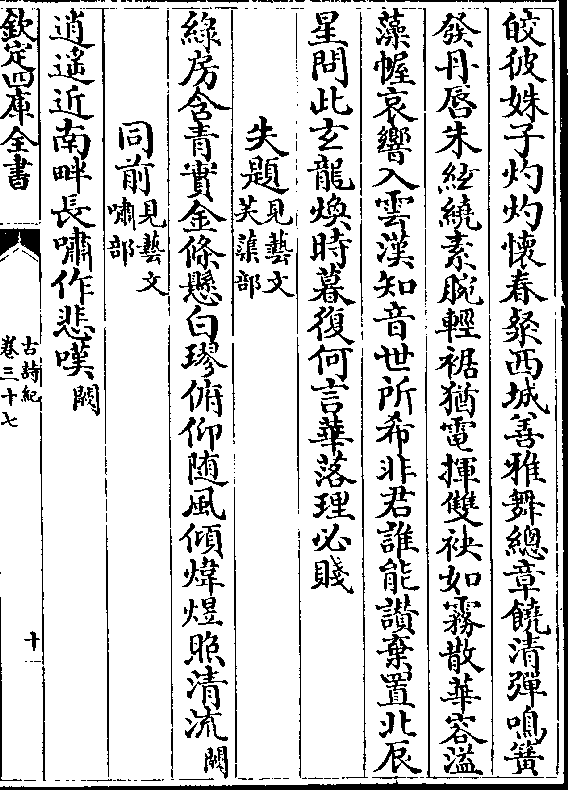 皎彼姝子灼灼懷春粲西城善雅舞總章饒清彈鳴簧
發丹唇朱絃繞素腕輕裾猶電揮雙袂如霧散華容溢
藻幄哀響入雲漢知音世所希非君誰能讚棄置北辰
星問此玄龍煥時暮復何言華落理必賤
失題見藝文芙蕖部
綠房含青實金條懸白璆俯仰随風傾煒煜照清流闕
同前見藝文嘯部
逍遙近南畔長嘯作悲嘆闕
欽定四庫全書
古詩紀
卷三十七
十